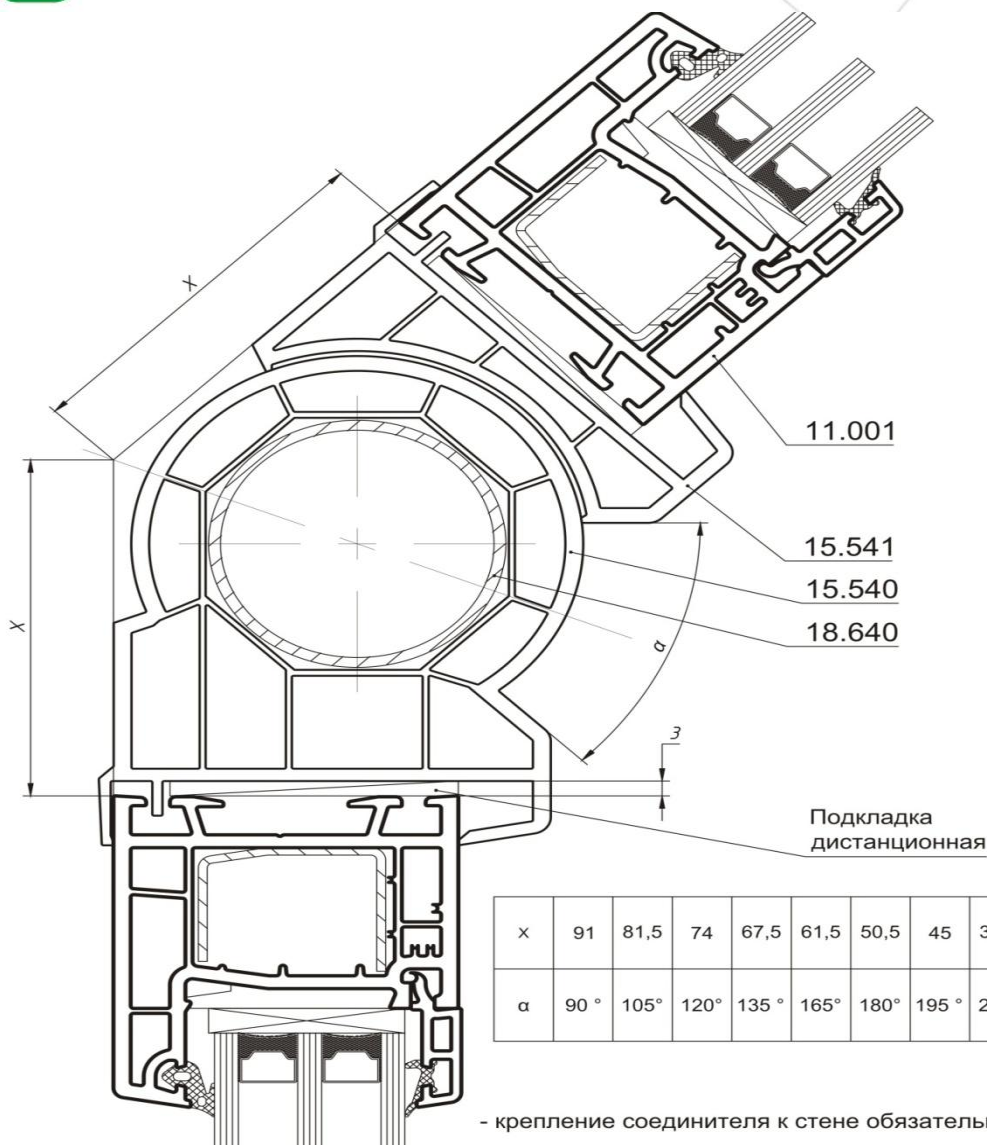 x
11.001
15.541
15.540
18.640
x
α
3
Подкладка
дистанционная
x 91 81,5 74 67,5 61,5 50,5 45
α 90 ° 105° 120° 135 ° 165° 180° 195 °
- крепление соединителя к стене